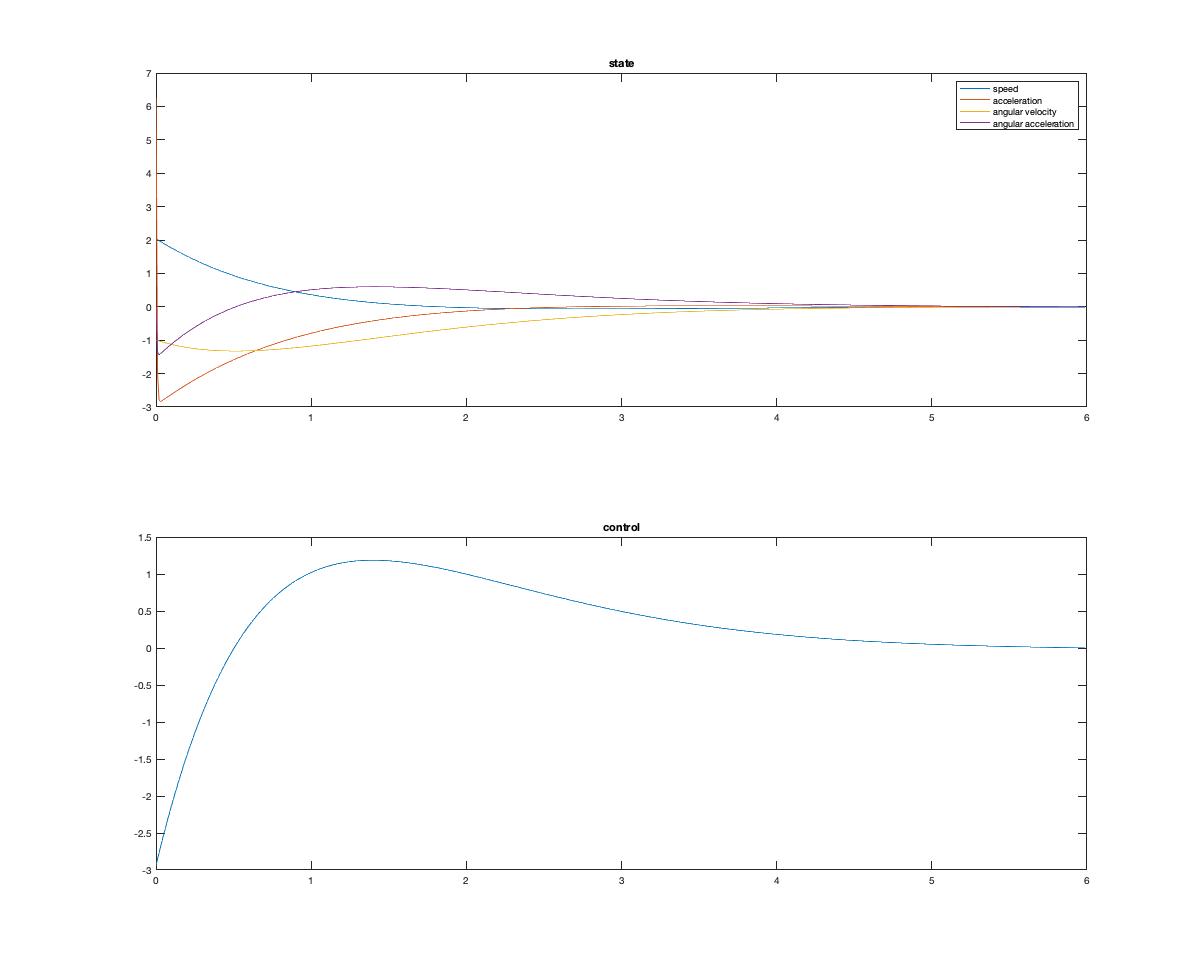 state
7
6
5
4
3
2
1
0
-1
-2
-3
0 1 2 3 4 5 6
speed
acceleration
angular velocity
angular acceleration
control
1.5
1
0.5
0
-0.5
-1
-1.5
-2
-2.5
-3
0 1 2 3 4 5 6